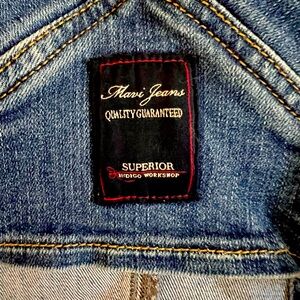 Mavi Jeans
QUALITY GUARANTEED
SUPERIOR
INDIGO WORKSHOP